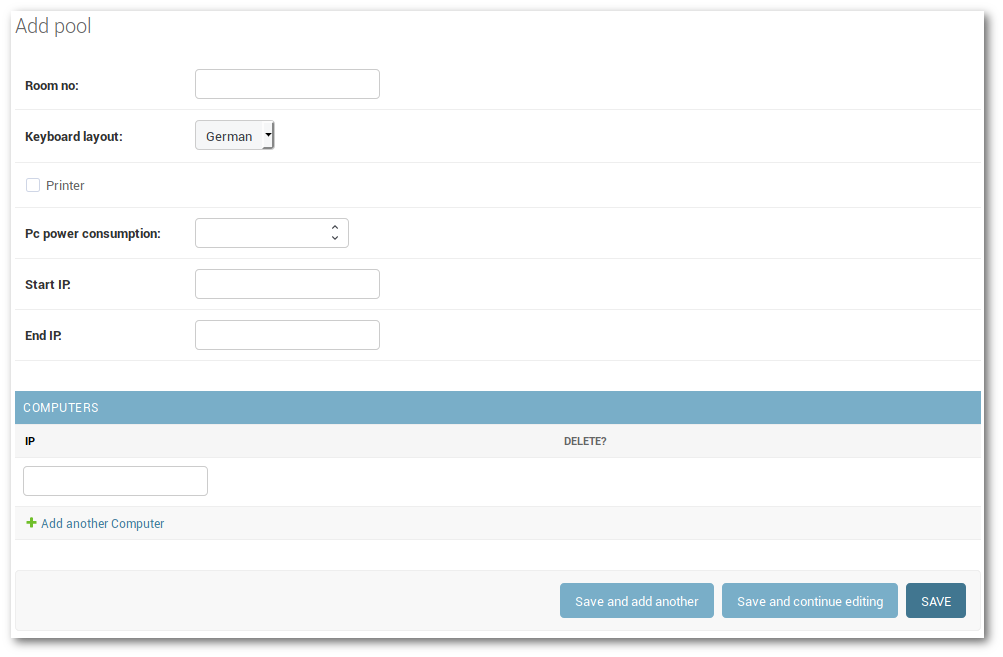 Add pool
Room no:
Keyboard layout: German
Printer
Pc power consumption:
Start IP:
End IP:
COMPUTERS
IP DELETE?
Add another Computer
Save and add another Save and continue editing SAVE